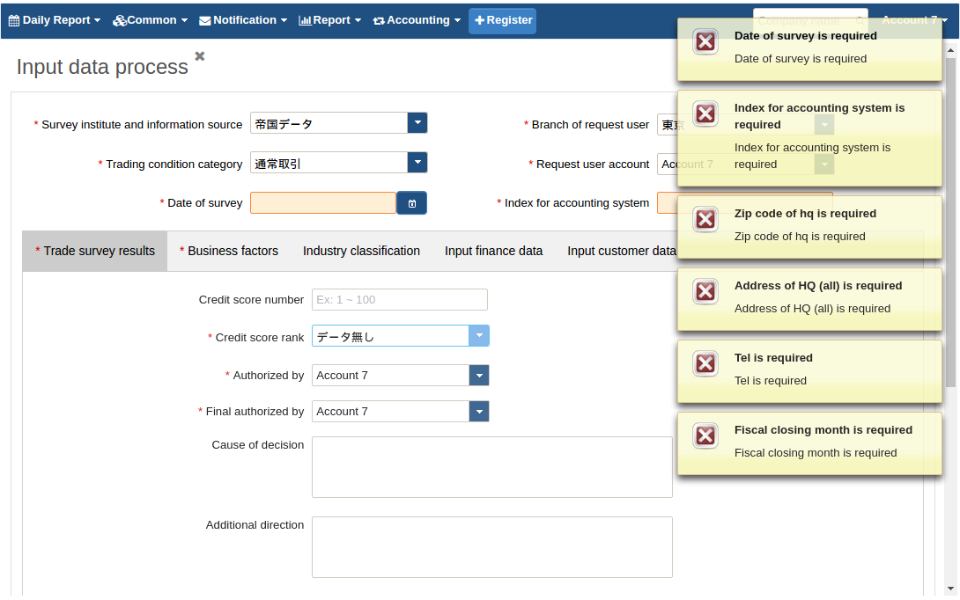 Daily Report Common Notification Report Accounting Register Account 7
Input data process
* Survey institute and information source 帝国データ * Branch of request user 東京
* Trading condition category 通常取引 * Request user account Account 7
* Date of survey * Index for accounting system
* Trade survey results * Business factors Industry classification Input finance data Input customer data
Credit score number Ex: 1 ~ 100
* Credit score rank データ無し
* Authorized by Account 7
* Final authorized by Account 7
Cause of decision
Additional direction
Date of survey is required
Date of survey is required
Index for accounting system is
required
Index for accounting system is
required
Zip code of hq is required
Zip code of hq is required
Address of HQ (all) is required
Address of HQ (all) is required
Tel is required
Tel is required
Fiscal closing month is required
Fiscal closing month is required